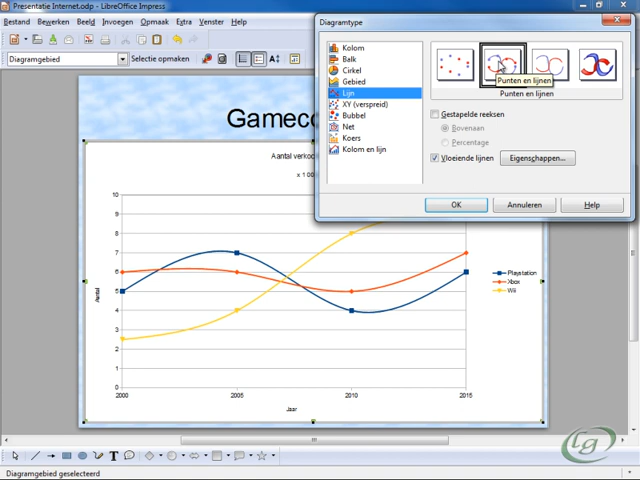 Presentatie Internet.odp - LibreOffice Impress
Bestand Bewerken Beeld Invoegen Opmaak Extra Venster Help
Diagramgebied Selectie opmaken
Diagramtype
Kolom
Balk
Cirkel
Gebied
Lijn
XY (verspreid)
Bubbel
Net
Koers
Kolom en lijn
Punten en lijnen
Punten en lijnen
Gestapelde reeksen
Bovenaan
Percentage
Vloeiende lijnen Eigenschappen...
OK Annuleren Help
Gameco
Aantal verko
x 1 00
10
7
6
5
4
3
2
1
0
Aantal
2000 2005 2010 2015
Jaar
Playstation
Xbox
Wii
lg
Diagramgebied geselecteerd